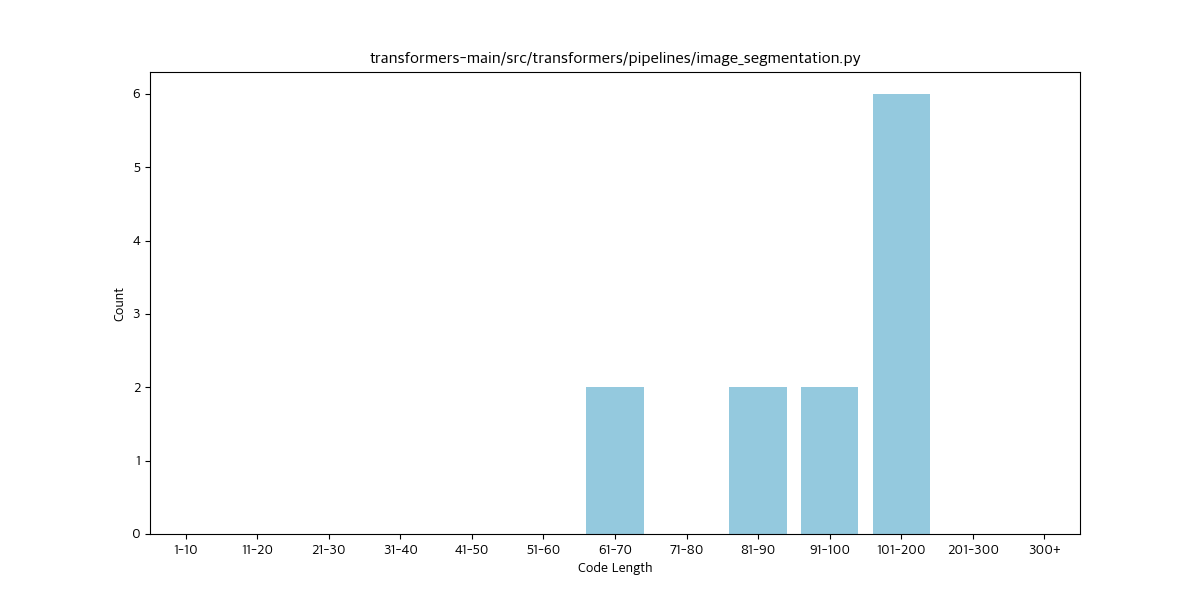 transformers-main/src/transformers/pipelines/image_segmentation.py
6
5
4
3
2
1
0
Count
1-10 11-20 21-30 31-40 41-50 51-60 61-70 71-80 81-90 91-100 101-200 201-300 300+
Code Length